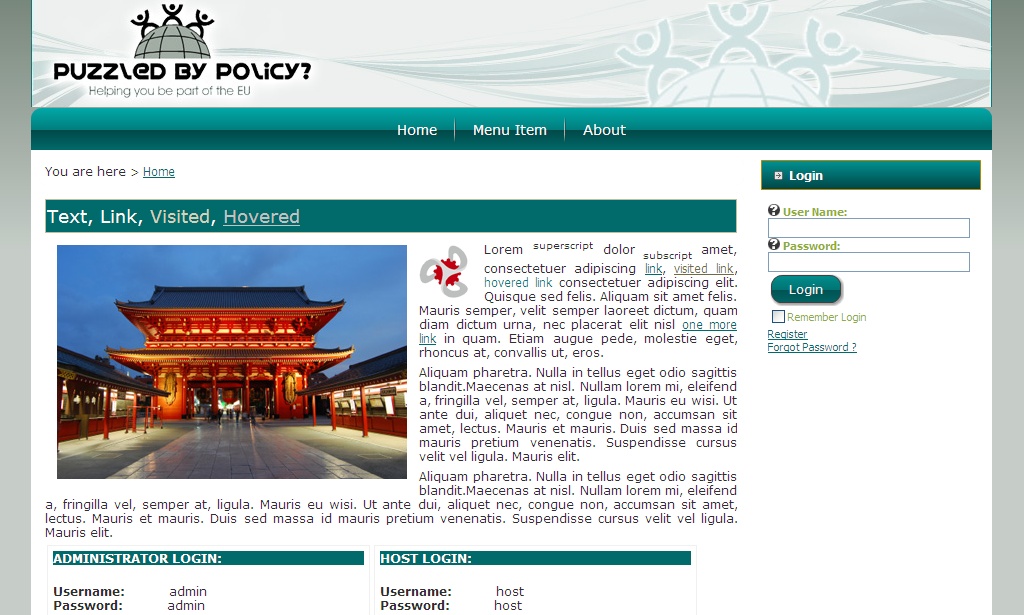 PUZZLED BY POLICY?
Helping you be part of the EU
Home
Menu Item
About
You are here > Home
Login
User Name:
Password:
Login
Remember Login
Register
Forgot Password ?
Text, Link, Visited, Hovered
Lorem superscript dolor subscript amet,
consectetuer adipiscing link, visited link,
hovered link consectetuer adipiscing elit.
Quisque sed felis. Aliquam sit amet felis.
Mauris semper, velit semper laoreet dictum, quam
diam dictum urna, nec placerat elit nisl one more
link in quam. Etiam augue pede, molestie eget,
rhoncus at, convallis ut, eros.
Aliquam pharetra. Nulla in tellus eget odio sagittis
blandit.Maecenas at nisl. Nullam lorem mi, eleifend
a, fringilla vel, semper at, ligula. Mauris eu wisi. Ut
ante dui, aliquet nec, congue non, accumsan sit
amet, lectus. Mauris et mauris. Duis sed massa id
mauris pretium venenatis. Suspendisse cursus
velit vel ligula. Mauris elit.
Aliquam pharetra. Nulla in tellus eget odio sagittis
blandit.Maecenas at nisl. Nullam lorem mi, eleifend
a, fringilla vel, semper at, ligula. Mauris eu wisi. Ut ante dui, aliquet nec, congue non, accumsan sit amet,
lectus. Mauris et mauris. Duis sed massa id mauris pretium venenatis. Suspendisse cursus velit vel ligula.
Mauris elit.
ADMINISTRATOR LOGIN:
Username: admin
Password: admin
HOST LOGIN:
Username: host
Password: host